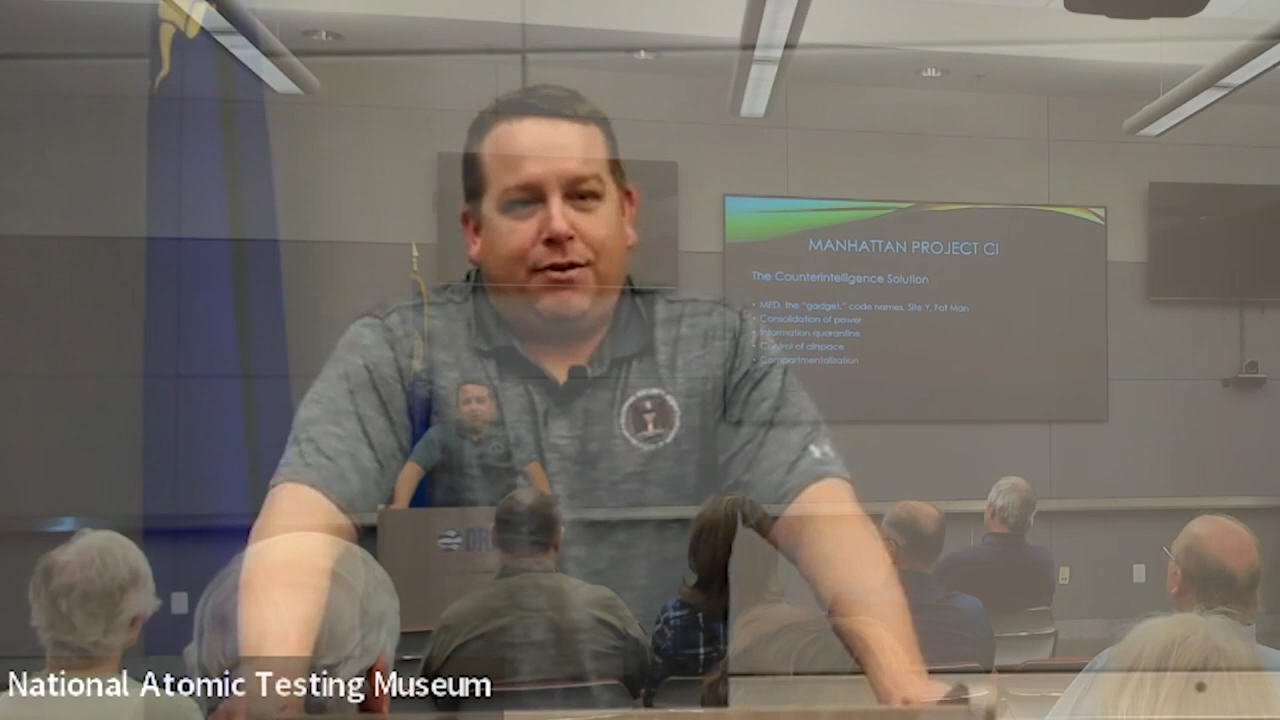 MANHATTAN PROJECT CI
The Counterintelligence Solution
• MED, the "gadget," code names, Site Y, Fat Man
• Consolidation of power
• Information quarantine
• Control of airspace
• Compartmentalization
DR
National Atomic Testing Museum